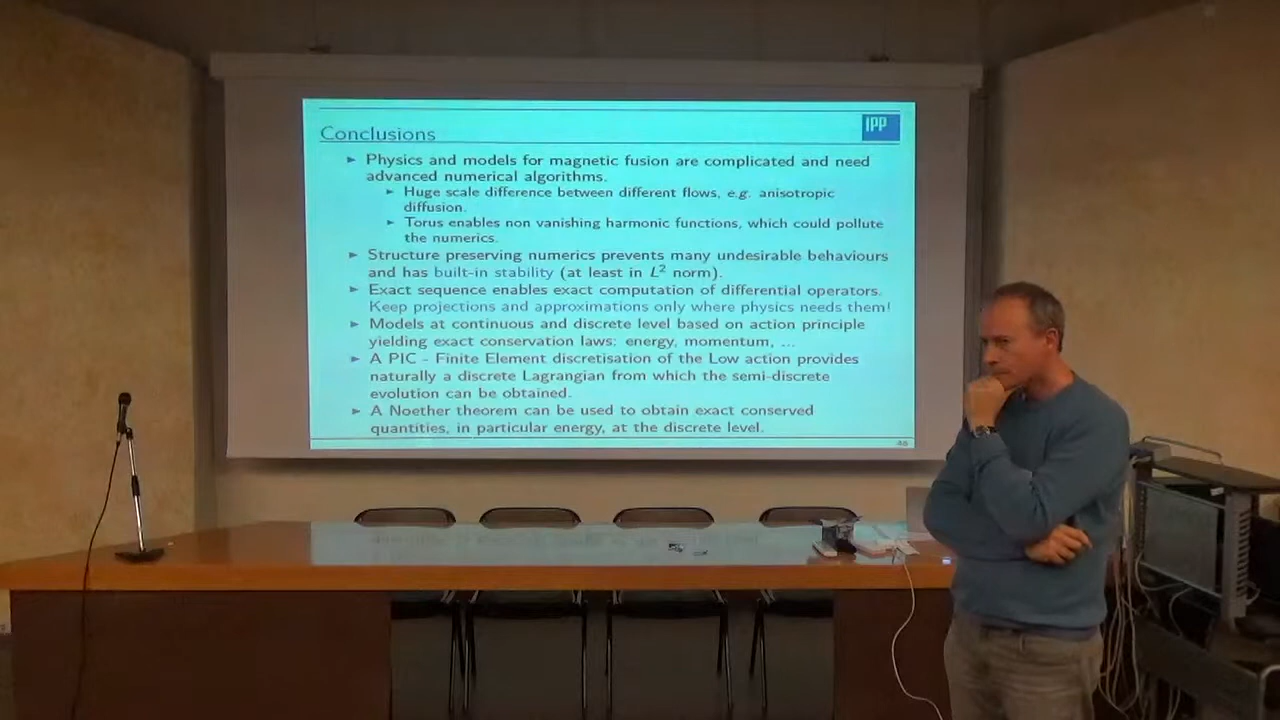 IPP
Conclusions
► Physics and models for magnetic fusion are complicated and need
advanced numerical algorithms.
► Huge scale difference between different flows, e.g. anisotropic
diffusion.
► Torus enables non vanishing harmonic functions, which could pollute
the numerics.
► Structure preserving numerics prevents many undesirable behaviours
and has built-in stability (at least in L² norm).
► Exact sequence enables exact computation of differential operators.
Keep projections and approximations only where physics needs them!
► Models at continuous and discrete level based on action principle
yielding exact conservation laws: energy, momentum, ...
► A PIC - Finite Element discretisation of the Low action provides
naturally a discrete Lagrangian from which the semi-discrete
evolution can be obtained.
► A Noether theorem can be used to obtain exact conserved
quantities, in particular energy, at the discrete level.